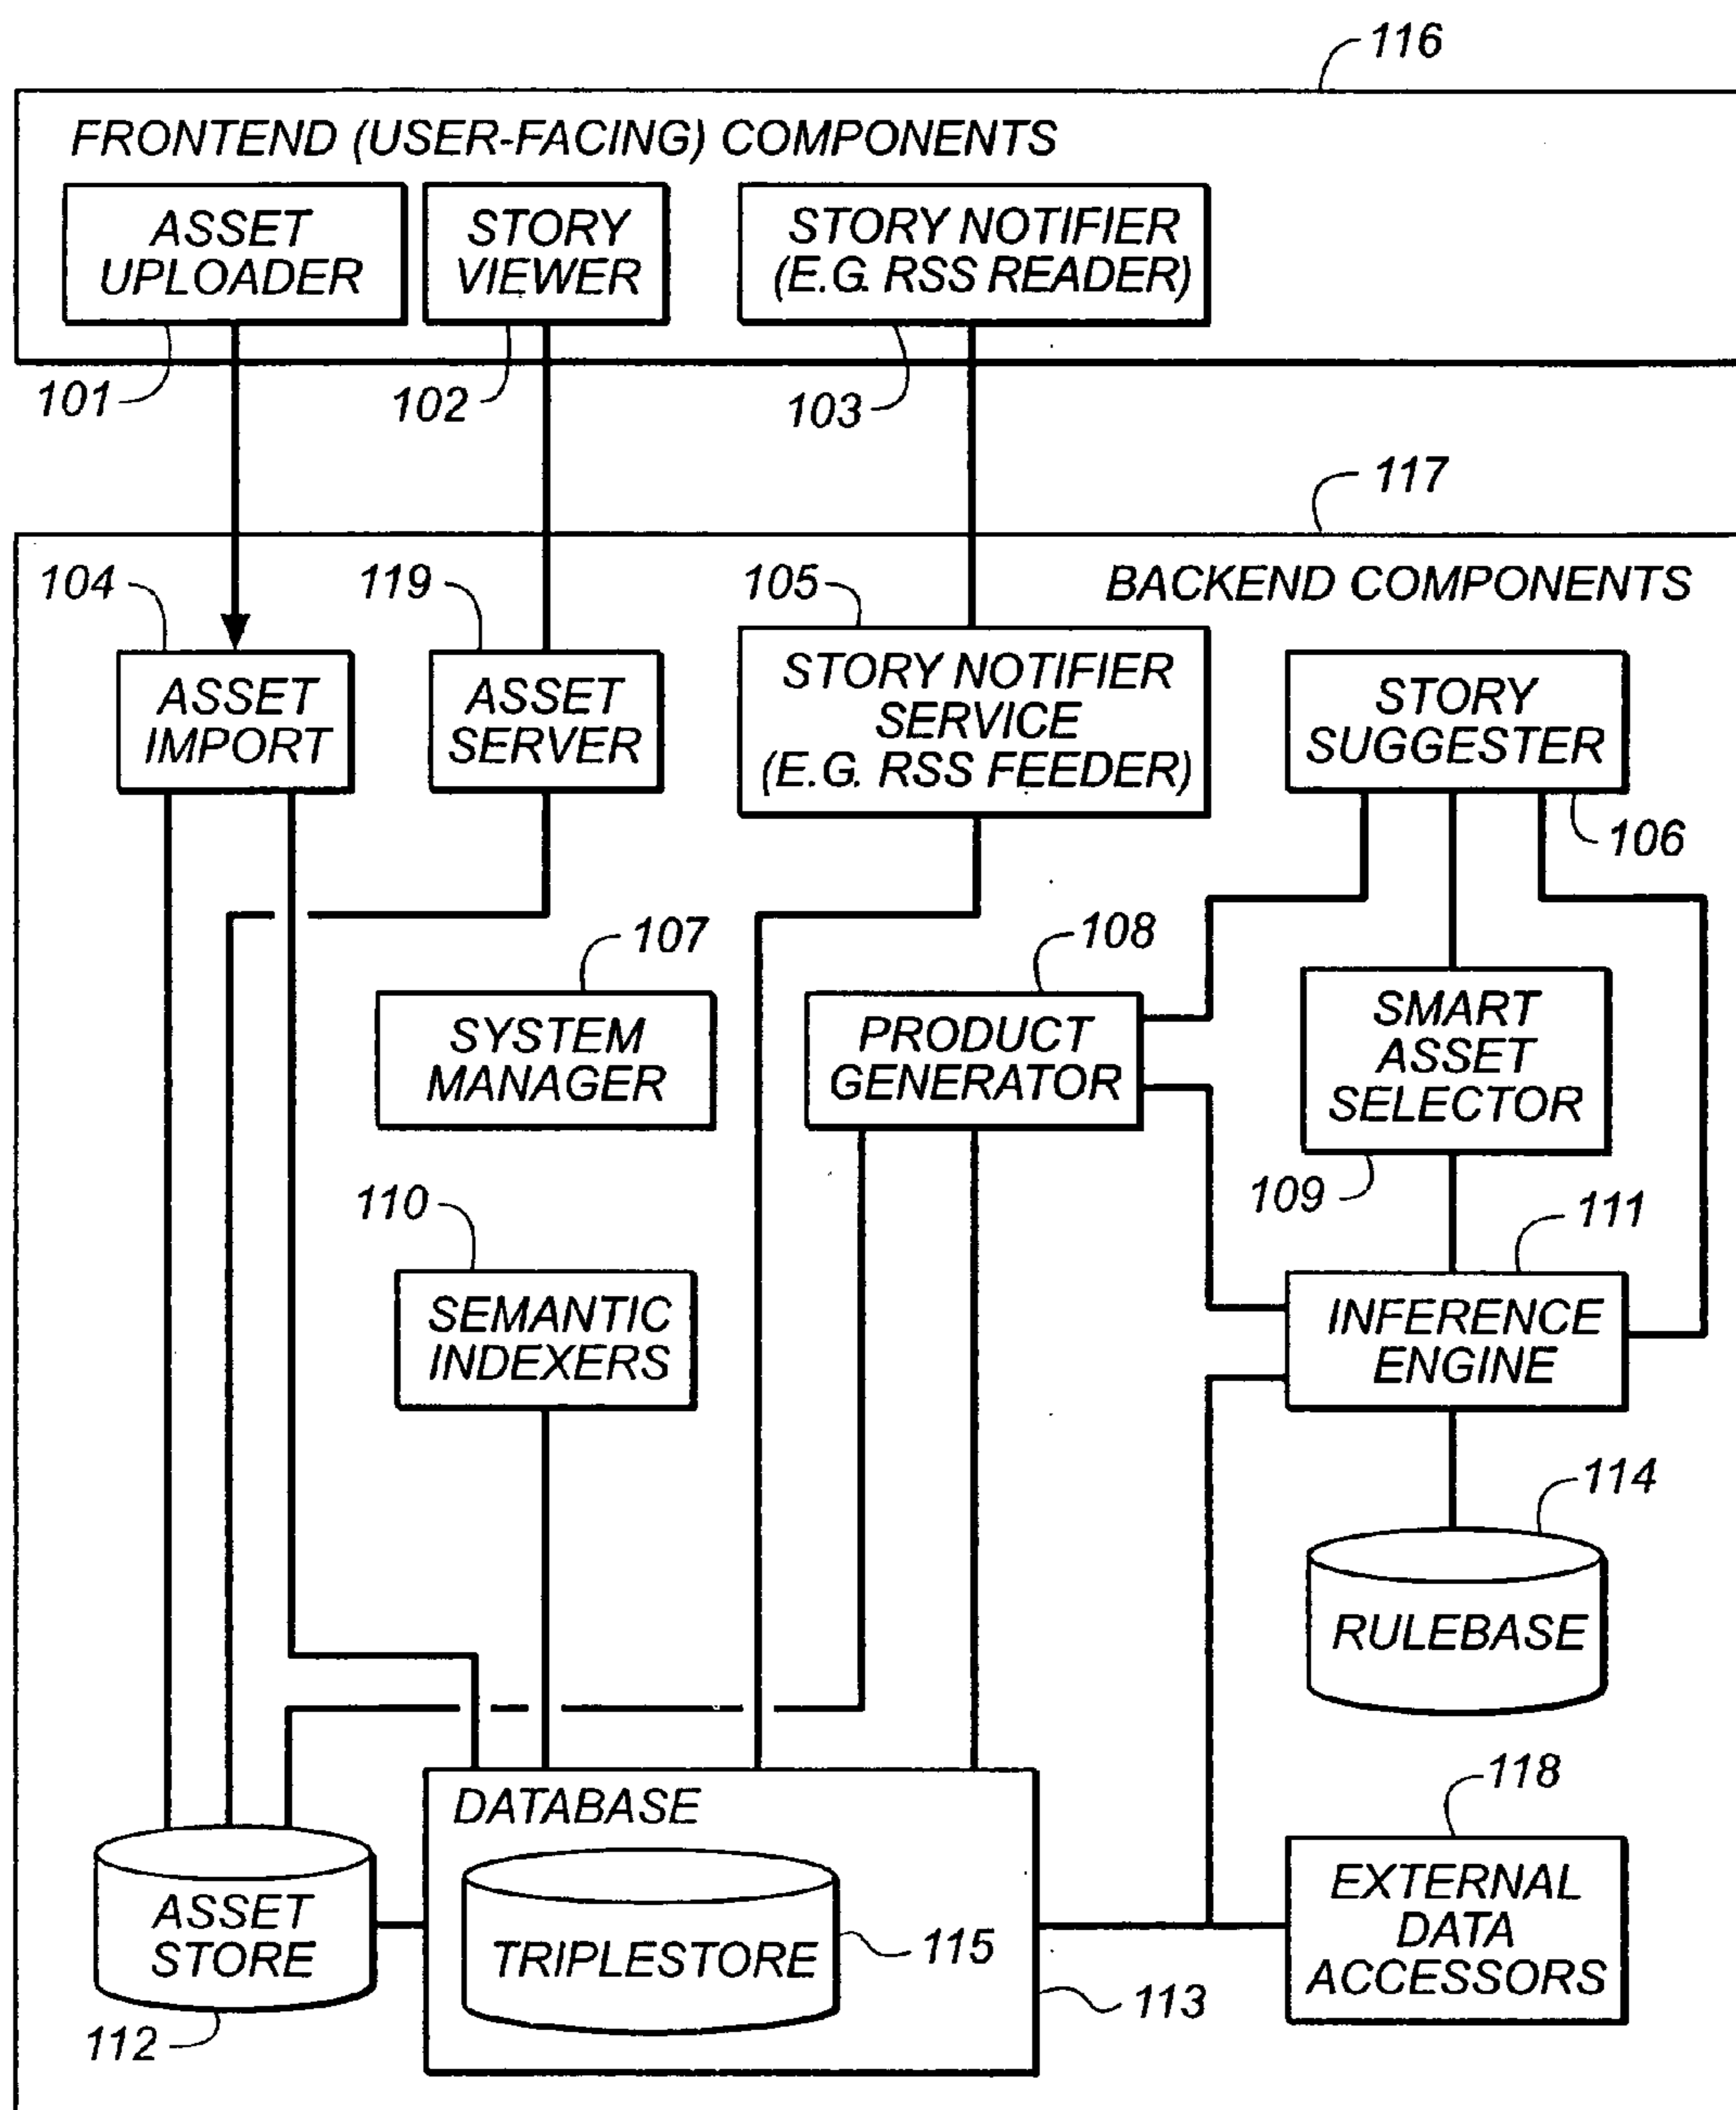 116
FRONTEND (USER-FACING) COMPONENTS
ASSET
UPLOADER
STORY
VIEWER
STORY NOTIFIER
(E.G. RSS READER)
101
102
103
117
BACKEND COMPONENTS
104
119
105
ASSET
IMPORT
ASSET
SERVER
STORY NOTIFIER
SERVICE
(E.G. RSS FEEDER)
STORY
SUGGESTER
106
107
108
SYSTEM
MANAGER
PRODUCT
GENERATOR
SMART
ASSET
SELECTOR
109
110
111
SEMANTIC
INDEXERS
INFERENCE
ENGINE
114
RULEBASE
DATABASE
118
ASSET
STORE
TRIPLESTORE
115
EXTERNAL
DATA
ACCESSORS
113
112